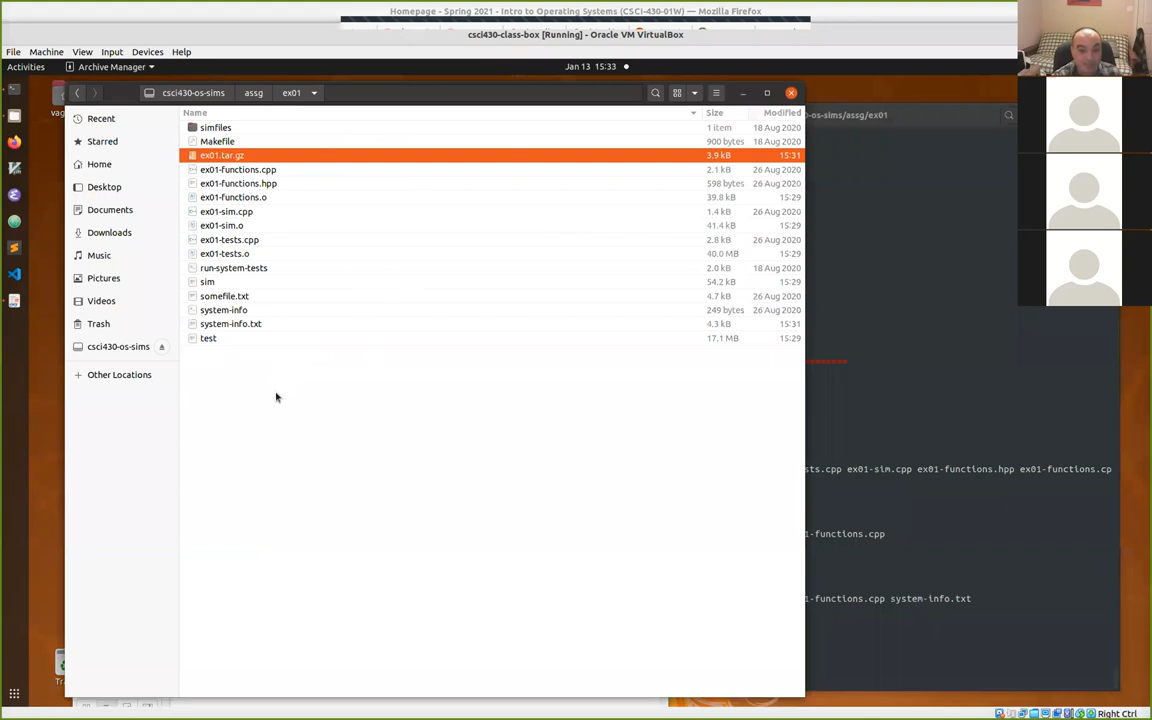 Homepage - Spring 2021 - Intro to Operating Systems (CSCI-430-01W) — Mozilla Firefox
csci430-class-box [Running] - Oracle VM VirtualBox
File Machine View Input Devices Help
Activities Archive Manager Jan 13 15:33
csci430-os-sims assg ex01
-os-sims/assg/ex01
Name Size Modified
Recent
Starred
Home
Desktop
Documents
Downloads
Music
Pictures
Videos
Trash
csci430-os-sims
+ Other Locations
simfiles 1 item 18 Aug 2020
Makefile 900 bytes 18 Aug 2020
ex01.tar.gz 3.9 kB 15:31
ex01-functions.cpp 2.1 kB 26 Aug 2020
ex01-functions.hpp 598 bytes 26 Aug 2020
ex01-functions.o 39.8 kB 15:29
ex01-sim.cpp 1.4 kB 26 Aug 2020
ex01-sim.o 41.4 kB 15:29
ex01-tests.cpp 2.8 kB 26 Aug 2020
ex01-tests.o 40.0 MB 15:29
run-system-tests 2.0 kB 18 Aug 2020
sim 54.2 kB 15:29
somefile.txt 4.7 kB 26 Aug 2020
system-info 249 bytes 26 Aug 2020
system-info.txt 4.3 kB 15:31
test 17.1 MB 15:29
sts.cpp ex01-sim.cpp ex01-functions.hpp ex01-functions.cp
1-functions.cpp
1-functions.cpp system-info.txt
vag
Tra
Right Ctrl